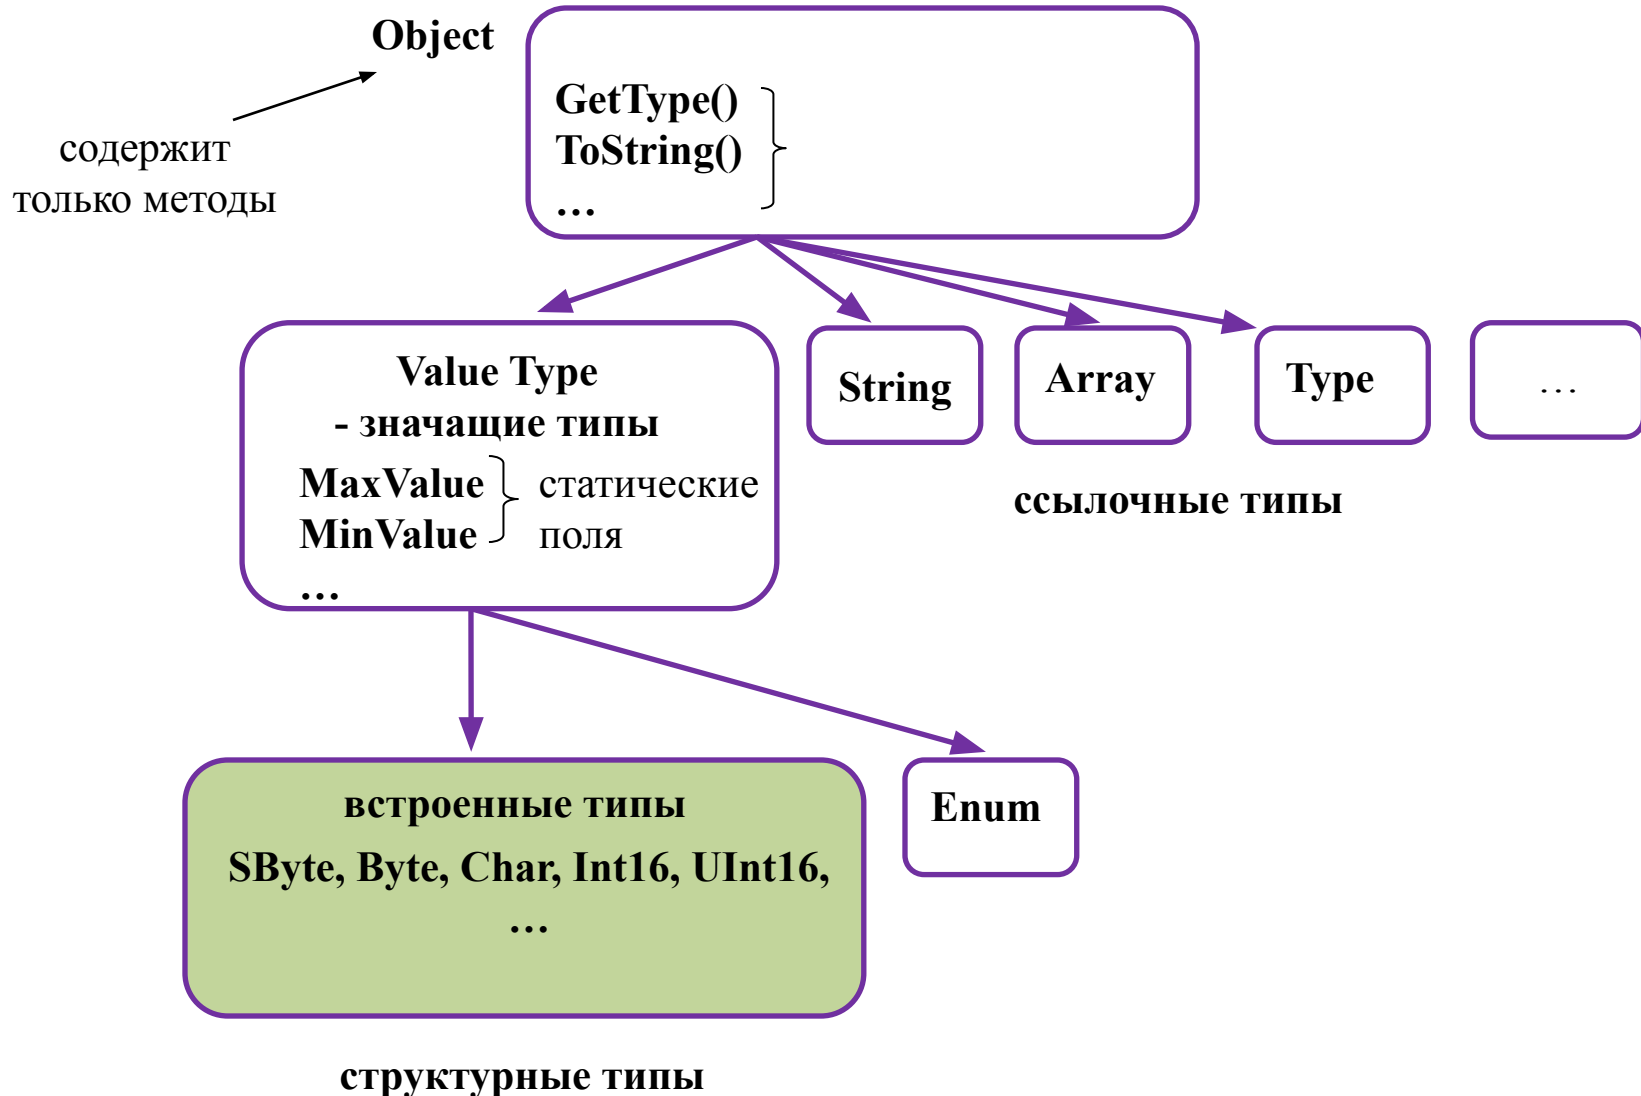 Object
GetType()
ToString()
…
содержит
только методы
Value Type
- значащие типы
MaxValue
MinValue
статические
поля
…
String
Array
Type
…
ссылочные типы
встроенные типы
SByte, Byte, Char, Int16, UInt16,
…
Enum
структурные типы